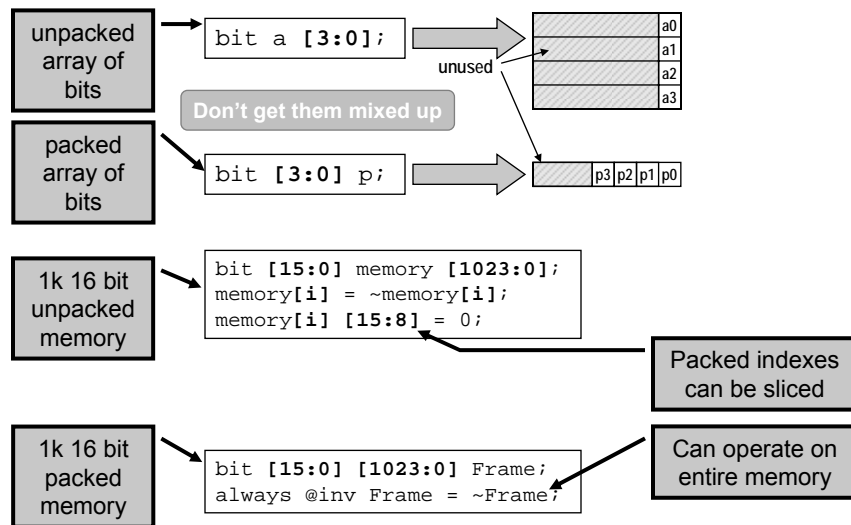 unpacked
array of
bits
bit a [3:0];
unused
a0
a1
a2
a3
Don't get them mixed up
packed
array of
bits
bit [3:0] p;
p3 p2 p1 p0
1k 16 bit
unpacked
memory
bit [15:0] memory [1023:0];
memory[i] = ~memory[i];
memory[i] [15:8] = 0;
Packed indexes
can be sliced
1k 16 bit
packed
memory
bit [15:0] [1023:0] Frame;
always @inv Frame = ~Frame;
Can operate on
entire memory